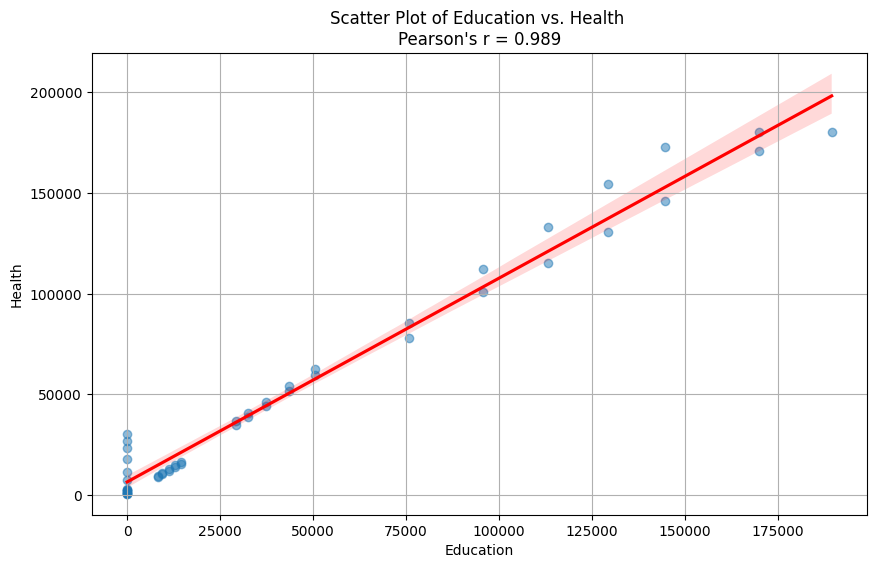 Scatter Plot of Education vs. Health
Pearson's r = 0.989
200000
150000
100000
50000
0
Health
0 25000 50000 75000 100000 125000 150000 175000
Education